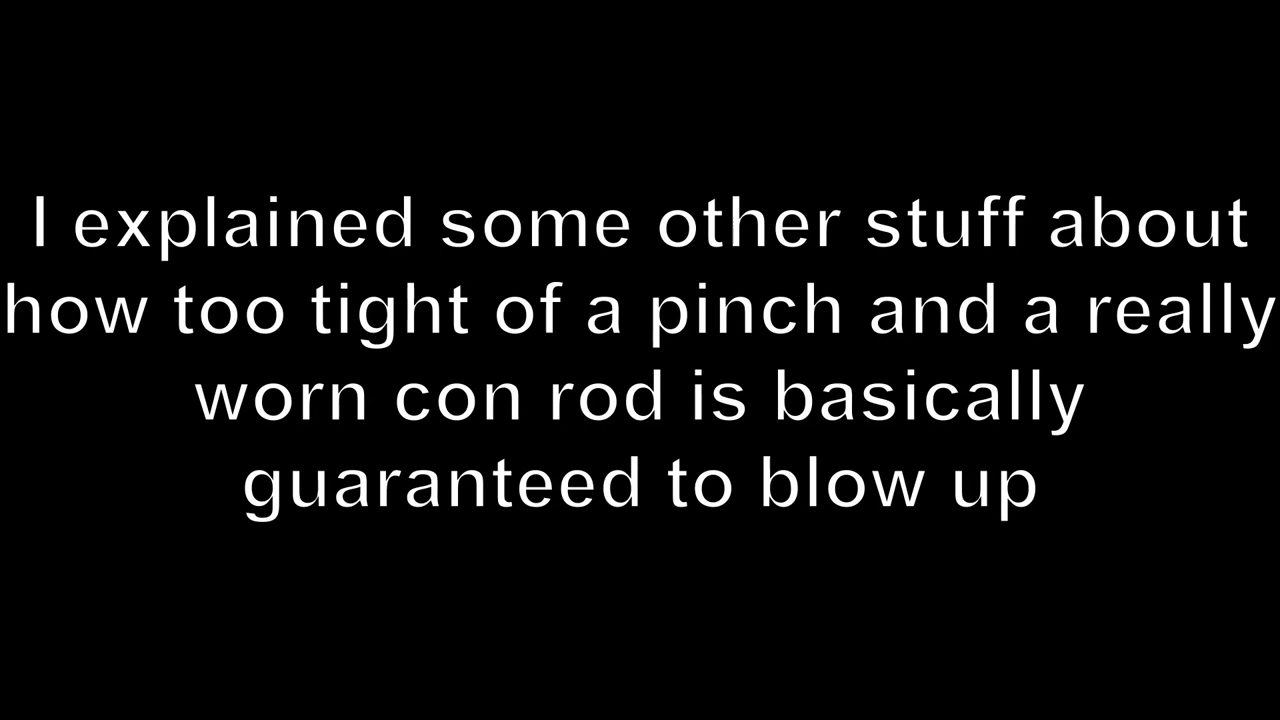 I explained some other stuff about
how too tight of a pinch and a really
worn con rod is basically
guaranteed to blow up